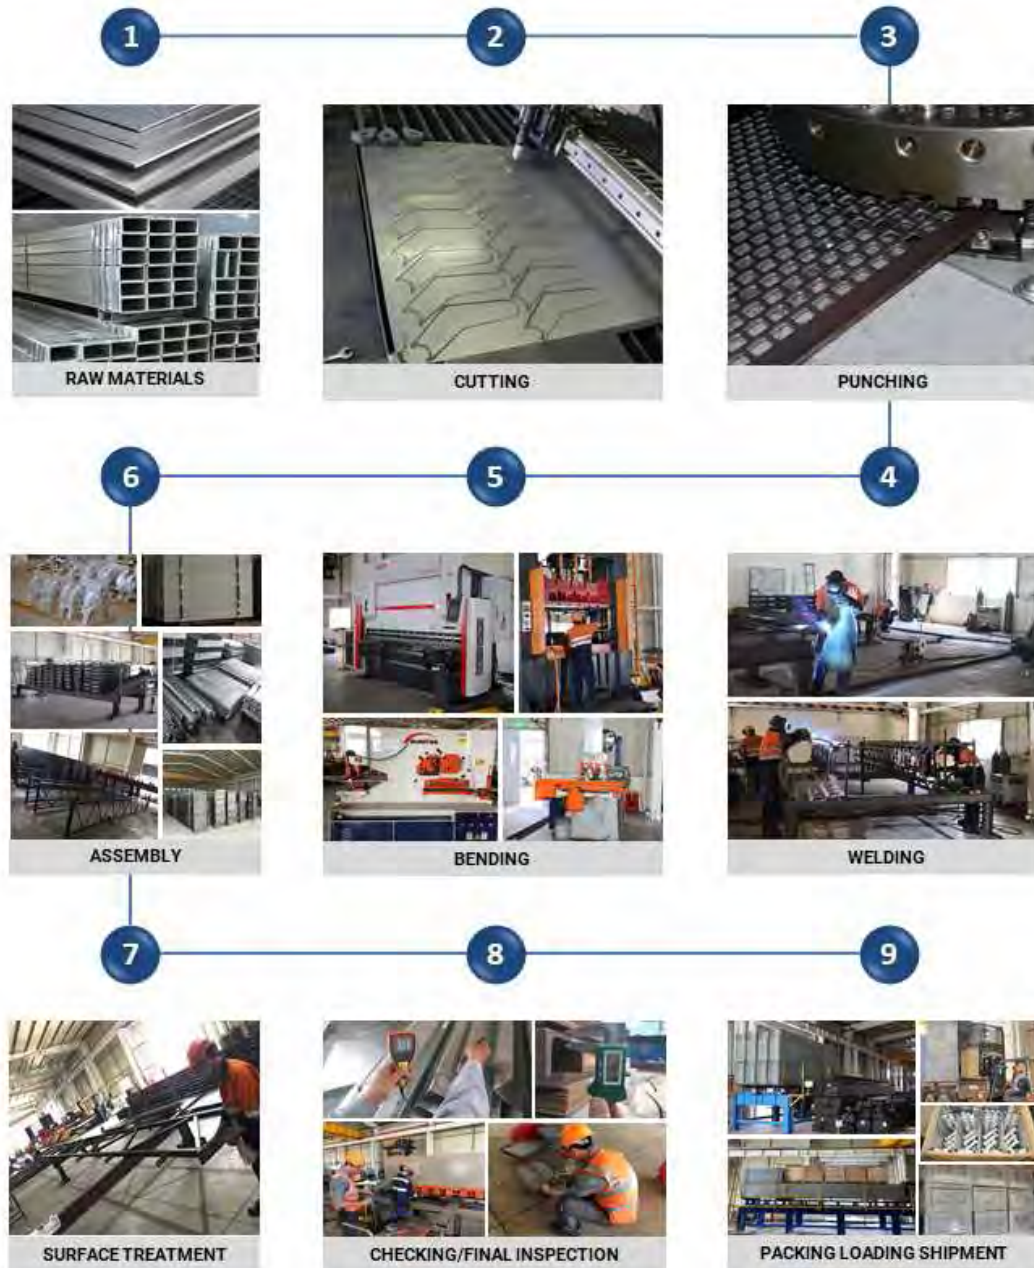 1
2
3
RAW MATERIALS
CUTTING
PUNCHING
6
5
4
ASSEMBLY
BENDING
WELDING
7
8
9
SURFACE TREATMENT
CHECKING/FINAL INSPECTION
PACKING LOADING SHIPMENT